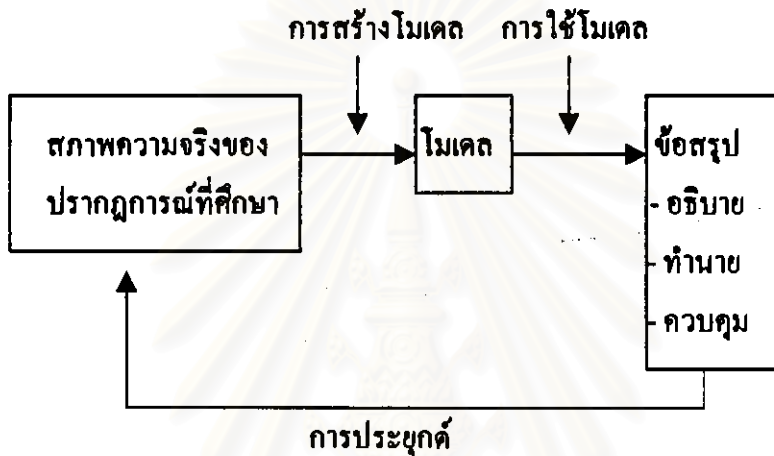 การสร้างโมเดล การใช้โมเดล
สภาพความจริงของ
ปรากฎการณ์ที่ศึกษา
โมเดล
ข้อสรุป
- อธิบาย
- ทำนาย
- ควบคุม
การประยุกต์